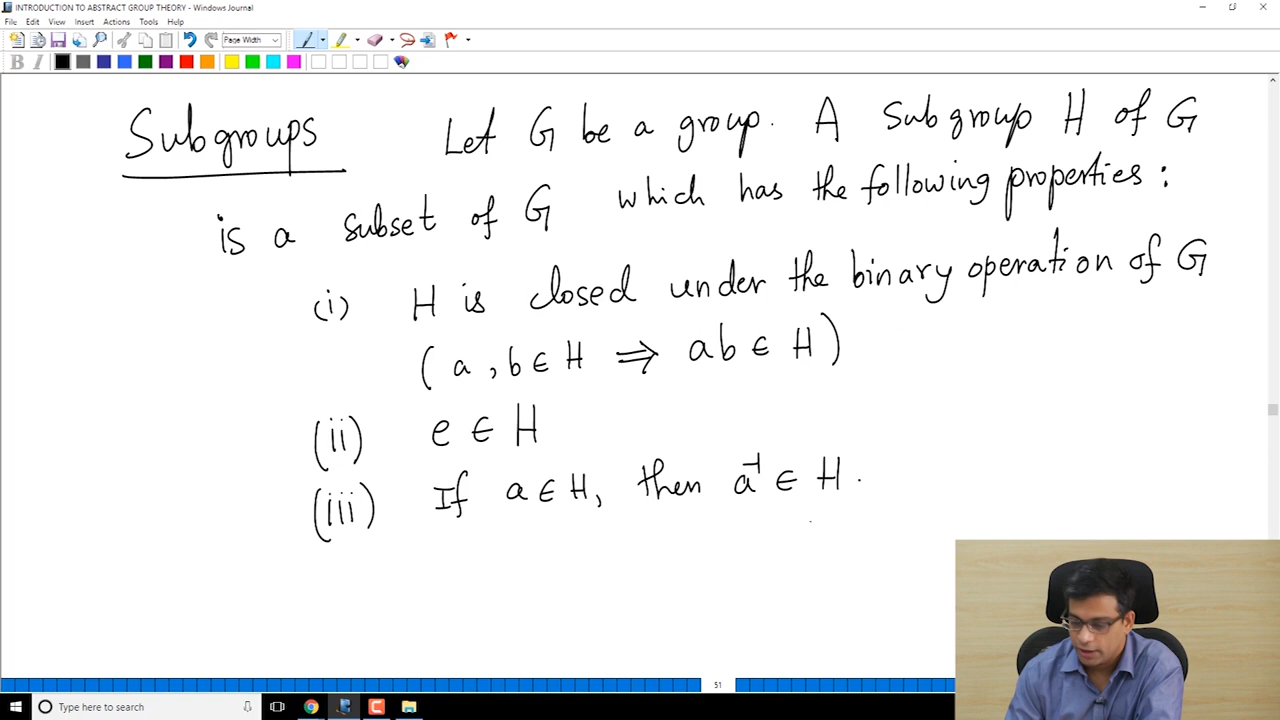 INTRODUCTION TO ABSTRACT GROUP THEORY - Windows Journal
File Edit View Insert Actions Tools Help
Page Width
B I
Subgroups Let G be a group. A subgroup H of G
is a subset of G which has the following properties:
(i) H is closed under the binary operation of G
(a, b ∈ H ⇒ ab ∈ H)
(ii) e ∈ H
(iii) If a ∈ H, then a⁻¹ ∈ H.
51
Type here to search